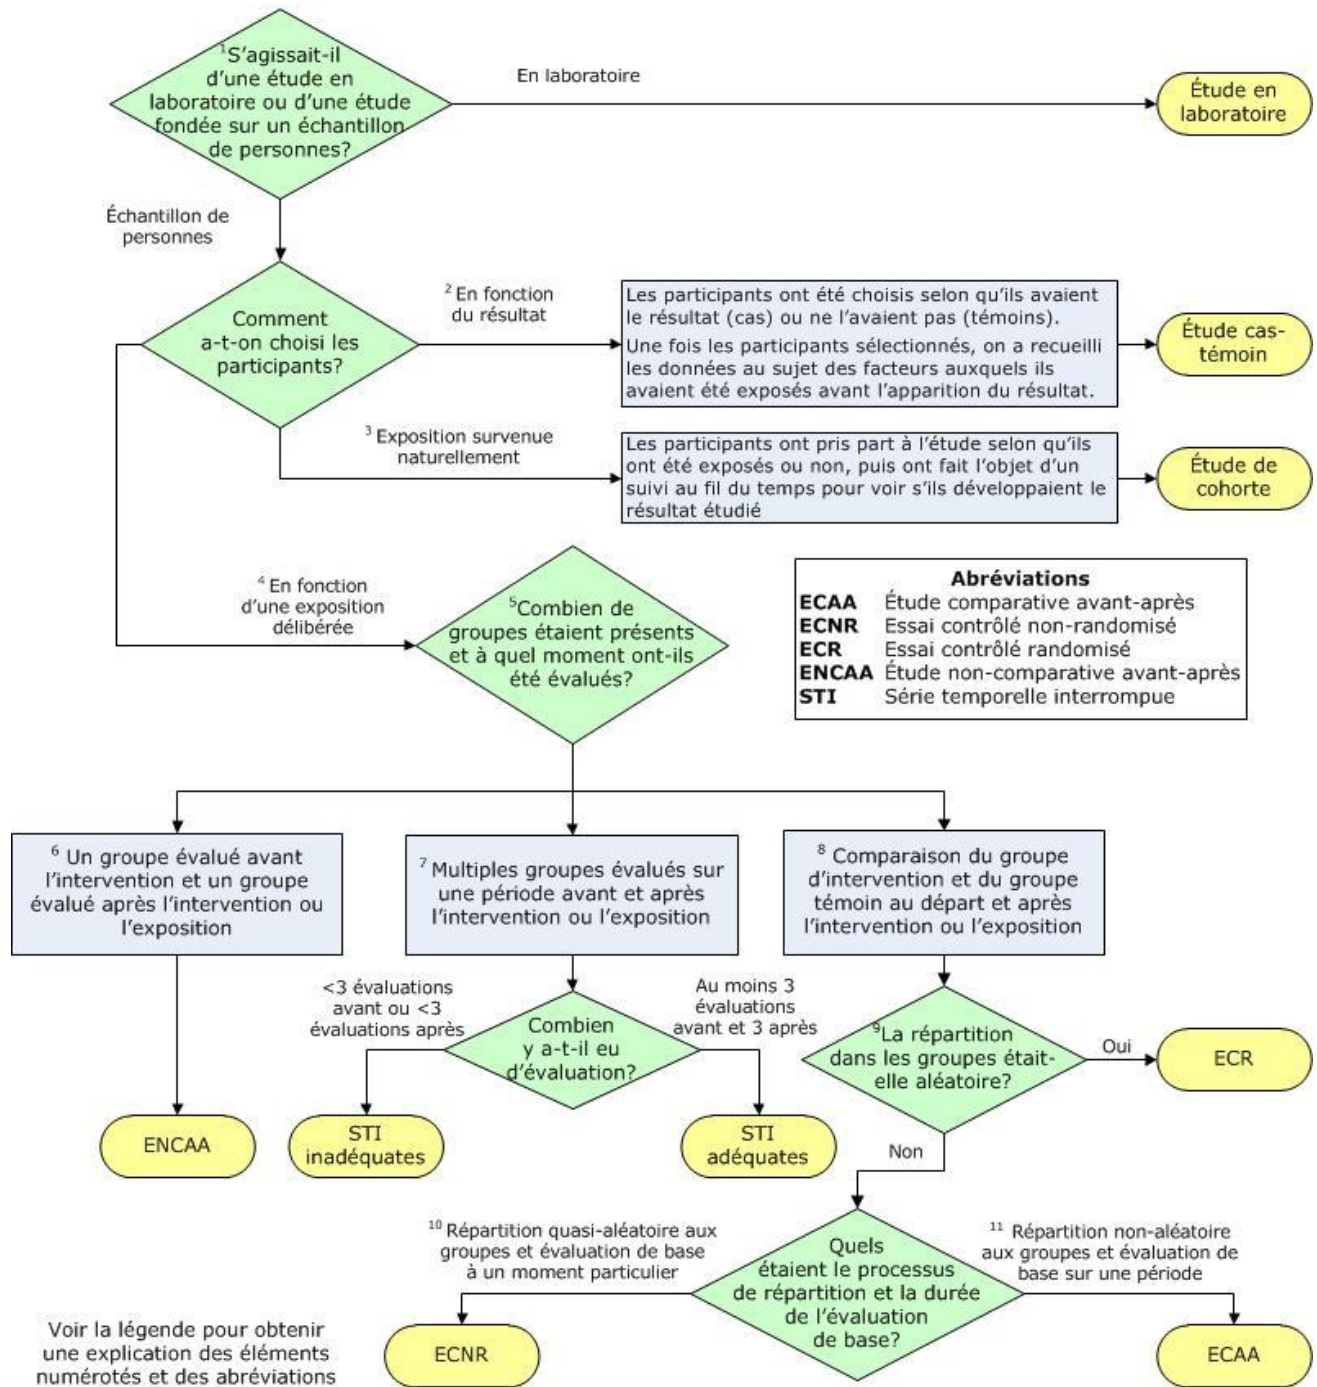 ¹S'agissait-il
d'une étude en
laboratoire ou d'une étude
fondée sur un échantillon
de personnes?
En laboratoire
Étude en
laboratoire
Échantillon de
personnes
Comment
a-t-on choisi les
participants?
² En fonction
du résultat
Les participants ont été choisis selon qu'ils avaient
le résultat (cas) ou ne l'avaient pas (témoins).
Une fois les participants sélectionnés, on a recueilli
les données au sujet des facteurs auxquels ils
avaient été exposés avant l'apparition du résultat.
Étude cas-
témoin
³ Exposition survenue
naturellement
Les participants ont pris part à l'étude selon qu'ils
ont été exposés ou non, puis ont fait l'objet d'un
suivi au fil du temps pour voir s'ils développaient le
résultat étudié
Étude de
cohorte
⁴ En fonction
d'une exposition
délibérée
⁵Combien de
groupes étaient présents
et à quel moment ont-ils
été évalués?
Abréviations
ECAA Étude comparative avant-après
ECNR Essai contrôlé non-randomisé
ECR Essai contrôlé randomisé
ENCAA Étude non-comparative avant-après
STI Série temporelle interrompue
⁶ Un groupe évalué avant
l'intervention et un groupe
évalué après l'intervention ou
l'exposition
⁷ Multiples groupes évalués sur
une période avant et après
l'intervention ou l'exposition
⁸ Comparaison du groupe
d'intervention et du groupe
témoin au départ et après
l'intervention ou l'exposition
<3 évaluations
avant ou <3
évaluations après
Combien
y a-t-il eu
d'évaluation?
Au moins 3
évaluations
avant et 3 après
⁹La répartition
dans les groupes était-
elle aléatoire?
Oui
ECR
ENCAA
STI
inadéquates
STI
adéquates
Non
¹⁰ Répartition quasi-aléatoire aux
groupes et évaluation de base
à un moment particulier
Quels
étaient le processus
de répartition et la durée
de l'évaluation
de base?
¹¹ Répartition non-aléatoire
aux groupes et évaluation de
base sur une période
ECNR
ECAA
Voir la légende pour obtenir
une explication des éléments
numérotés et des abréviations